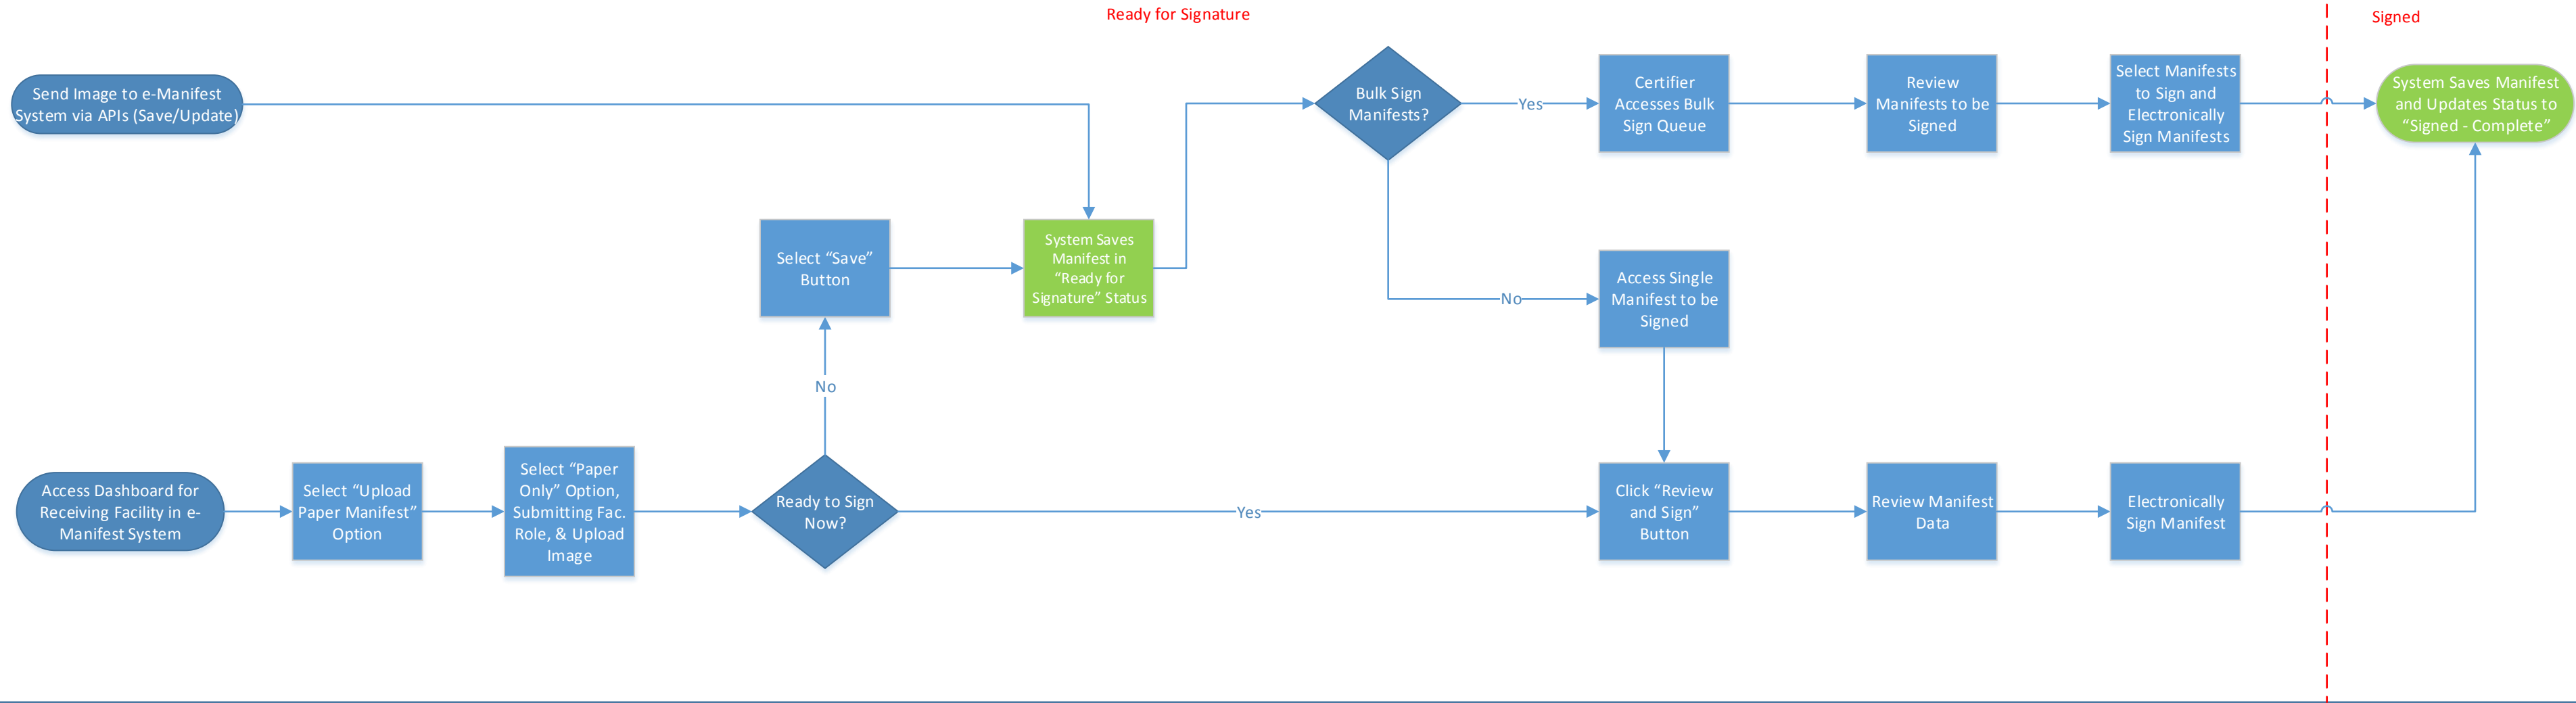 Ready for Signature
Signed
Send Image to e-Manifest
System via APIs (Save/Update)
Bulk Sign
Manifests?
Yes
Certifier
Accesses Bulk
Sign Queue
Review
Manifests to be
Signed
Select Manifests
to Sign and
Electronically
Sign Manifests
System Saves Manifest
and Updates Status to
“Signed - Complete”
Select “Save”
Button
System Saves
Manifest in
“Ready for
Signature” Status
No
Access Single
Manifest to be
Signed
No
Access Dashboard for
Receiving Facility in e-
Manifest System
Select “Upload
Paper Manifest”
Option
Select “Paper
Only” Option,
Submitting Fac.
Role, & Upload
Image
Ready to Sign
Now?
Yes
Click “Review
and Sign”
Button
Review Manifest
Data
Electronically
Sign Manifest